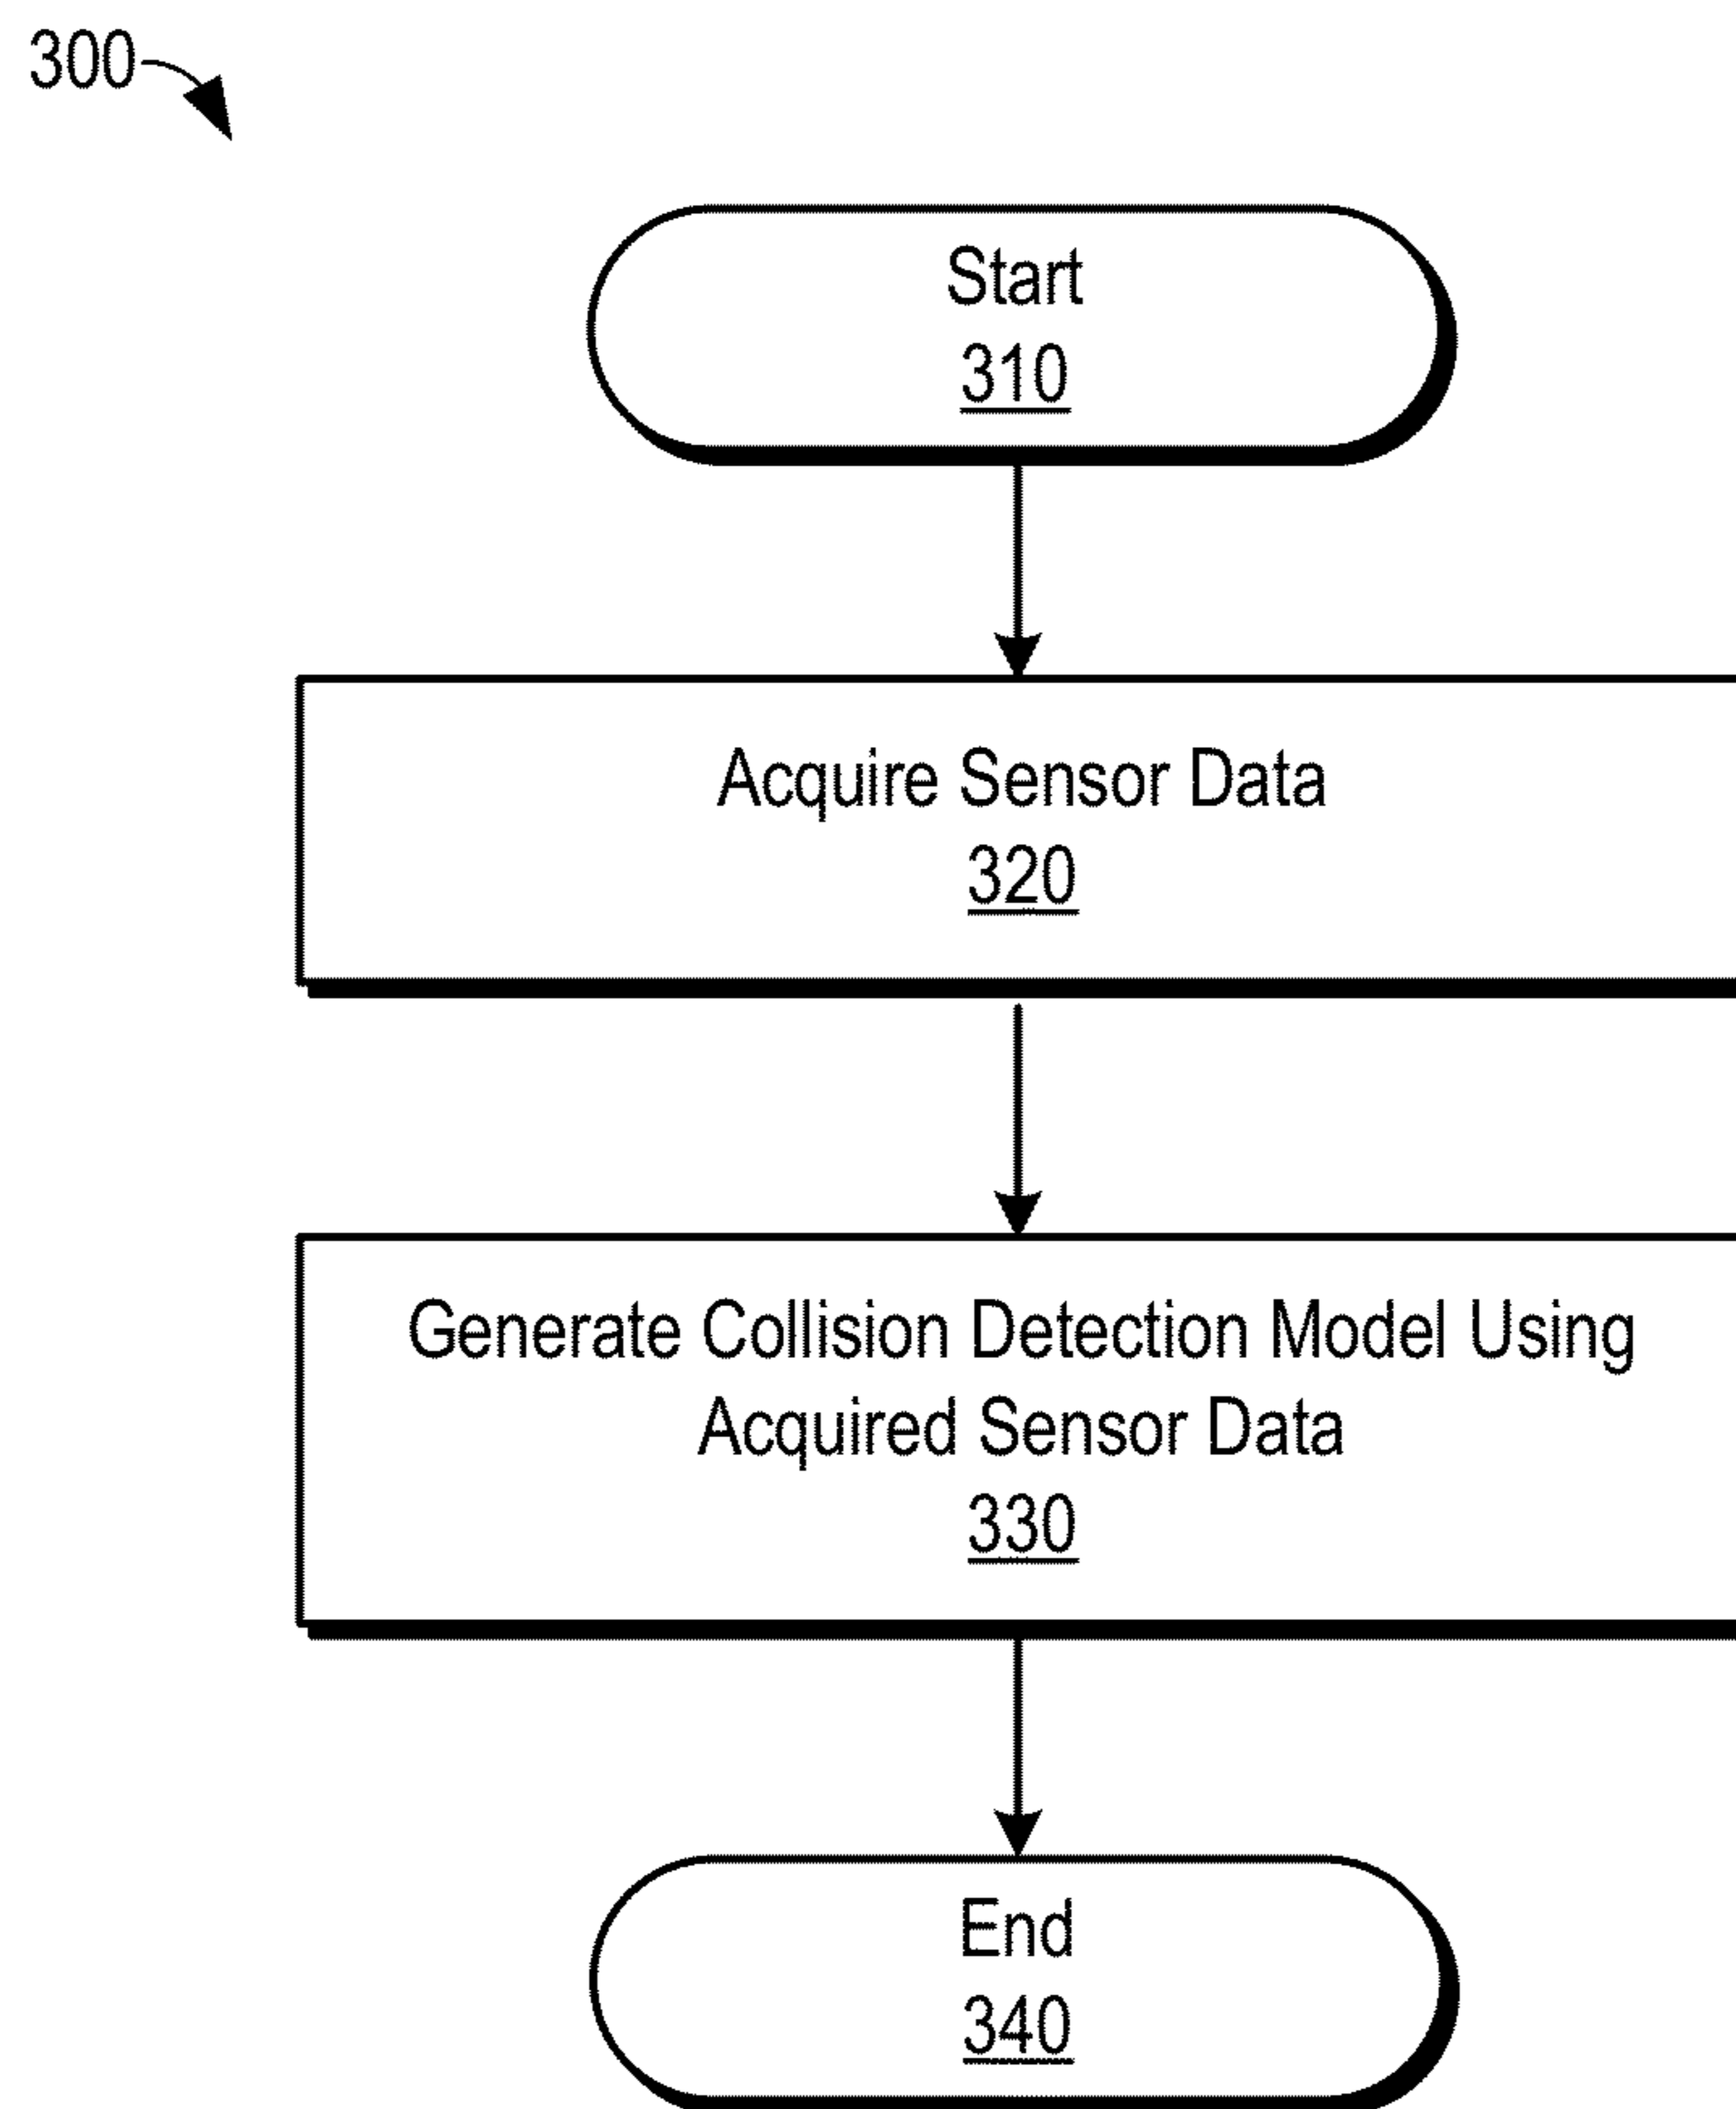 300
Start
310
Acquire Sensor Data
320
Generate Collision Detection Model Using
Acquired Sensor Data
330
End
340